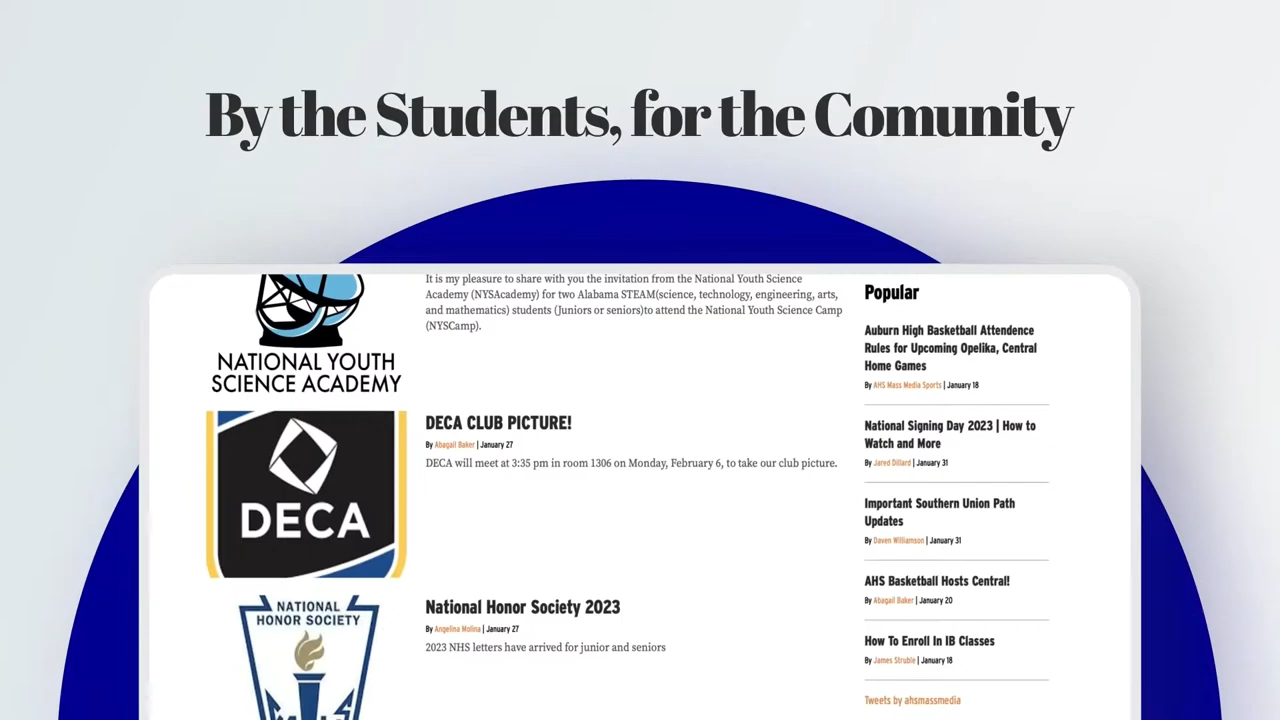 By the Students, for the Comunity
It is my pleasure to share with you the invitation from the National Youth Science
Academy (NYSAcademy) for two Alabama STEAM(science, technology, engineering, arts,
and mathematics) students (Juniors or seniors)to attend the National Youth Science Camp
(NYSCamp).
NATIONAL YOUTH
SCIENCE ACADEMY
DECA
DECA CLUB PICTURE!
By Abagail Baker | January 27
DECA will meet at 3:35 pm in room 1306 on Monday, February 6, to take our club picture.
NATIONAL
HONOR SOCIETY
National Honor Society 2023
By Angelina Molina | January 27
2023 NHS letters have arrived for junior and seniors
Popular
Auburn High Basketball Attendence
Rules for Upcoming Opelika, Central
Home Games
By AHS Mass Media Sports | January 18
National Signing Day 2023 | How to
Watch and More
By Jared Dillard | January 31
Important Southern Union Path
Updates
By Daven Williamson | January 31
AHS Basketball Hosts Central!
By Abagail Baker | January 20
How To Enroll In IB Classes
By James Struble | January 18
Tweets by ahsmassmedia